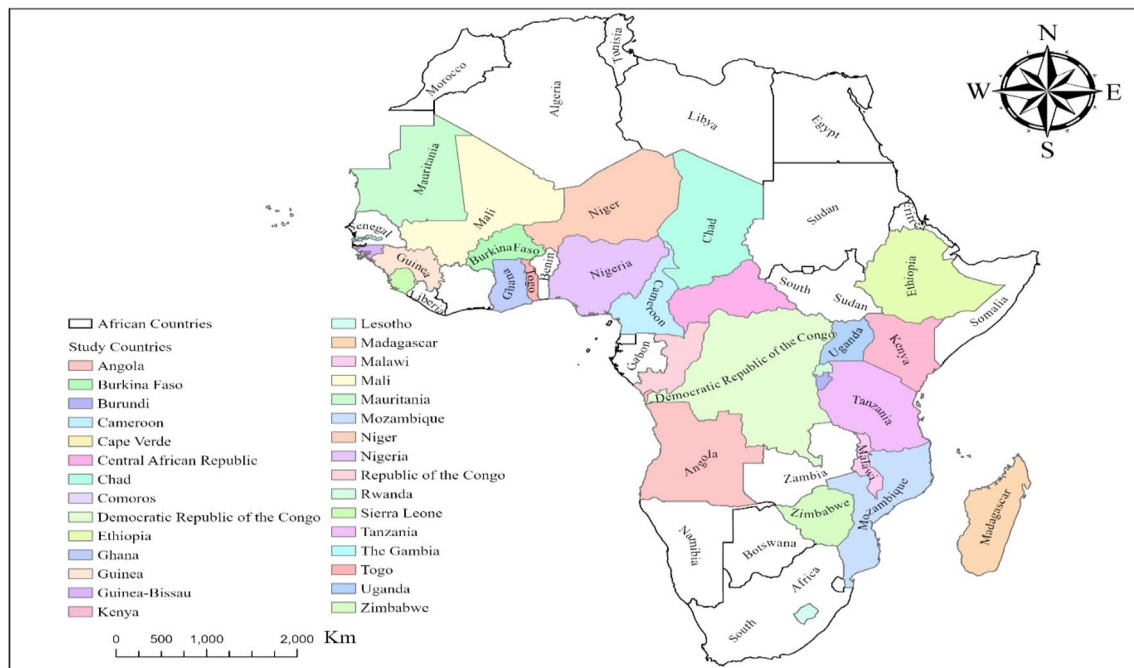 N
W
E
S
Morocco
Tunisia
Algeria
Libya
Egypt
Mauritania
Mali
Niger
Chad
Sudan
Eritrea
Senegal
Guinea
Liberia
Burkina Faso
Ghana
Togo
Benin
Nigeria
Cameroon
South
Sudan
Ethiopia
Somalia
Gabon
Democratic Republic of the Congo
Uganda
Kenya
Tanzania
Angola
Zambia
Malawi
Mozambique
Zimbabwe
Madagascar
Namibia
Botswana
South
Africa
African Countries
Study Countries
Angola
Burkina Faso
Burundi
Cameroon
Cape Verde
Central African Republic
Chad
Comoros
Democratic Republic of the Congo
Ethiopia
Ghana
Guinea
Guinea-Bissau
Kenya
Lesotho
Madagascar
Malawi
Mali
Mauritania
Mozambique
Niger
Nigeria
Republic of the Congo
Rwanda
Sierra Leone
Tanzania
The Gambia
Togo
Uganda
Zimbabwe
0 500 1,000 2,000 Km